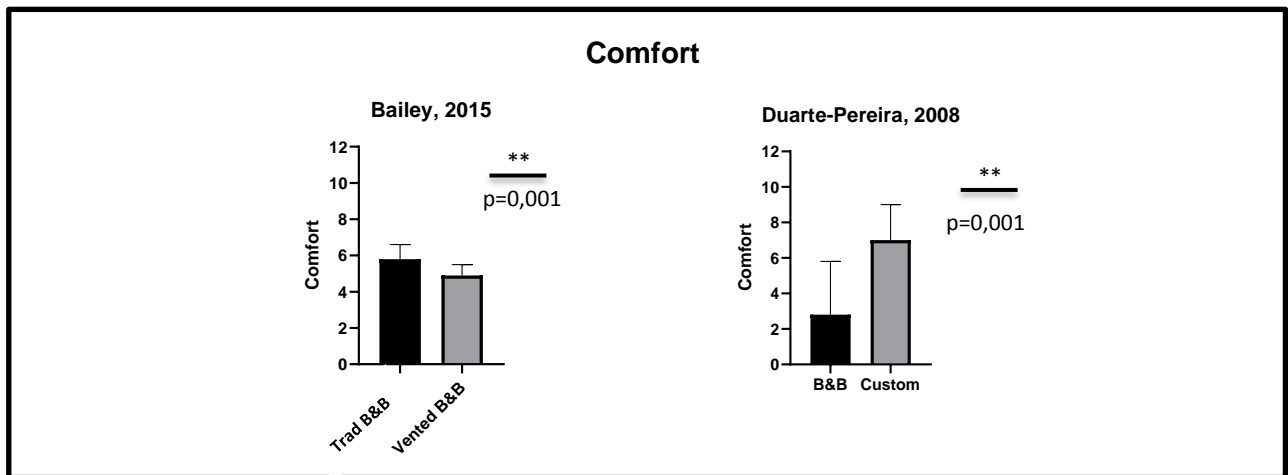 Comfort
Bailey, 2015
12
10
8
6
4
2
0
Comfort
**
p=0,001
Trad B&B
Vented B&B
Duarte-Pereira, 2008
12
10
8
6
4
2
0
Comfort
**
p=0,001
B&B Custom